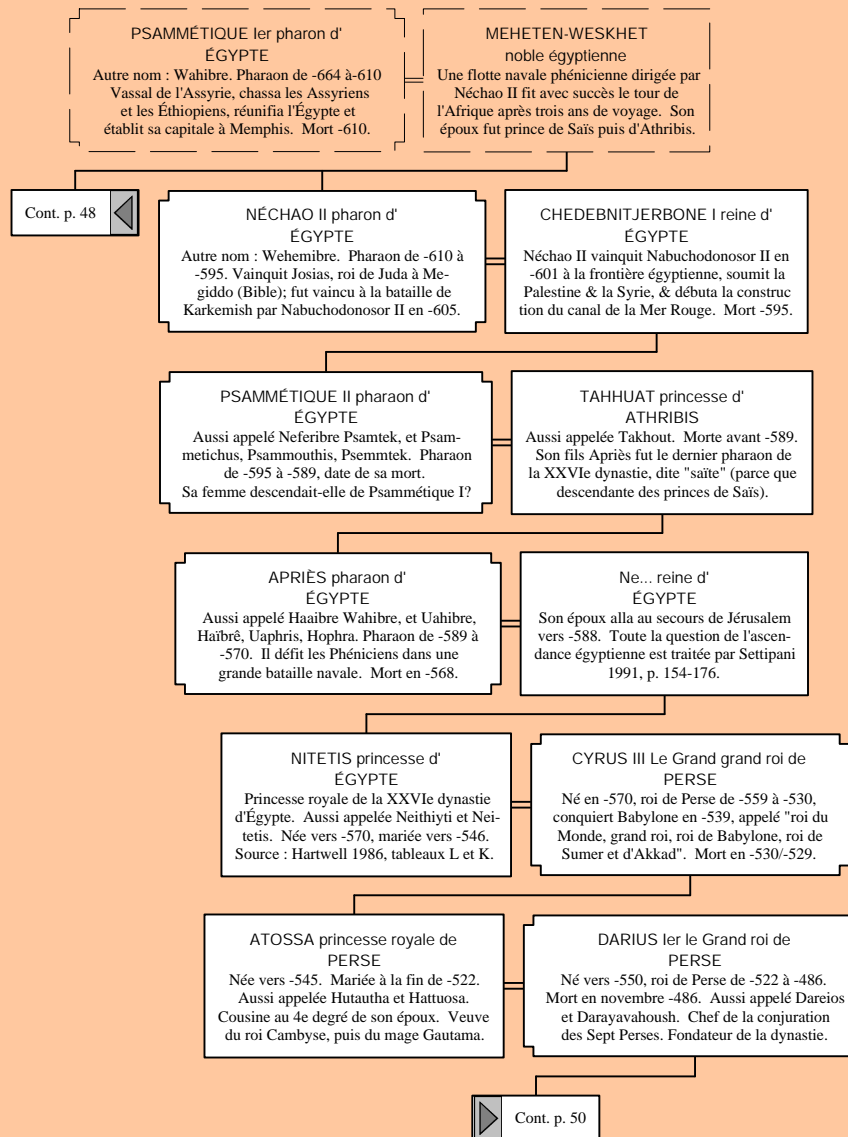 PSAMMÉTIQUE Ier pharon d'
ÉGYPTE
Autre nom : Wahibre. Pharaon de -664 à-610
Vassal de l'Assyrie, chassa les Assyriens
et les Éthiopiens, réunifia l'Égypte et
établit sa capitale à Memphis. Mort -610.
MEHETEN-WESKHET
noble égyptienne
Une flotte navale phénicienne dirigée par
Néchao II fit avec succès le tour de
l'Afrique après trois ans de voyage. Son
époux fut prince de Saïs puis d'Athribis.
Cont. p. 48
NÉCHAO II pharon d'
ÉGYPTE
Autre nom : Wehemibre. Pharaon de -610 à
-595. Vainquit Josias, roi de Juda à Me-
giddo (Bible); fut vaincu à la bataille de
Karkemish par Nabuchodonosor II en -605.
CHEDEBNITJERBONE I reine d'
ÉGYPTE
Néchao II vainquit Nabuchodonosor II en
-601 à la frontière égyptienne, soumit la
Palestine & la Syrie, & débuta la construc
tion du canal de la Mer Rouge. Mort -595.
PSAMMÉTIQUE II pharaon d'
ÉGYPTE
Aussi appelé Neferibre Psamtek, et Psam-
metichus, Psammouthis, Psemmtek. Pharaon
de -595 à -589, date de sa mort.
Sa femme descendait-elle de Psammétique I?
TAHHUAT princesse d'
ATHRIBIS
Aussi appelée Takhout. Morte avant -589.
Son fils Apriès fut le dernier pharaon de
la XXVIe dynastie, dite "saïte" (parce que
descendante des princes de Saïs).
APRIÈS pharaon d'
ÉGYPTE
Aussi appelé Haaibre Wahibre, et Uahibre,
Haïbrê, Uaphris, Hophra. Pharaon de -589 à
-570. Il défit les Phéniciens dans une
grande bataille navale. Mort en -568.
Ne... reine d'
ÉGYPTE
Son époux alla au secours de Jérusalem
vers -588. Toute la question de l'ascen-
dance égyptienne est traitée par Settipani
1991, p. 154-176.
NITETIS princesse d'
ÉGYPTE
Princesse royale de la XXVIe dynastie
d'Égypte. Aussi appelée Neithiyti et Nei-
tetis. Née vers -570, mariée vers -546.
Source : Hartwell 1986, tableaux L et K.
CYRUS III Le Grand grand roi de
PERSE
Né en -570, roi de Perse de -559 à -530,
conquiert Babylone en -539, appelé "roi du
Monde, grand roi, roi de Babylone, roi de
Sumer et d'Akkad". Mort en -530/-529.
ATOSSA princesse royale de
PERSE
Née vers -545. Mariée à la fin de -522.
Aussi appelée Hutautha et Hattuosa.
Cousine au 4e degré de son époux. Veuve
du roi Cambyse, puis du mage Gautama.
DARIUS Ier le Grand roi de
PERSE
Né vers -550, roi de Perse de -522 à -486.
Mort en novembre -486. Aussi appelé Dareios
et Darayavahoush. Chef de la conjuration
des Sept Perses. Fondateur de la dynastie.
Cont. p. 50